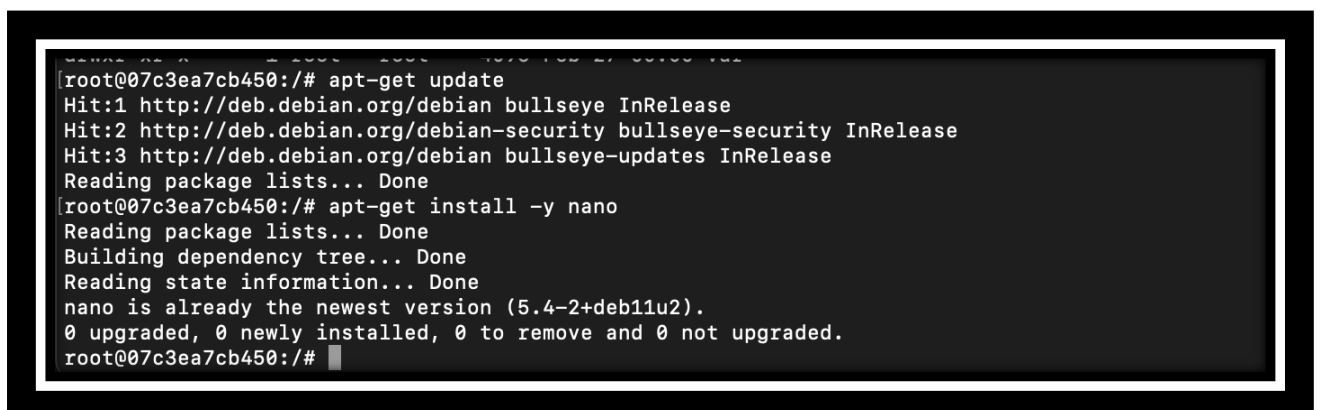 [root@07c3ea7cb450:/# apt-get update
Hit:1 http://deb.debian.org/debian bullseye InRelease
Hit:2 http://deb.debian.org/debian-security bullseye-security InRelease
Hit:3 http://deb.debian.org/debian bullseye-updates InRelease
Reading package lists... Done
[root@07c3ea7cb450:/# apt-get install -y nano
Reading package lists... Done
Building dependency tree... Done
Reading state information... Done
nano is already the newest version (5.4-2+deb11u2).
0 upgraded, 0 newly installed, 0 to remove and 0 not upgraded.
root@07c3ea7cb450:/#